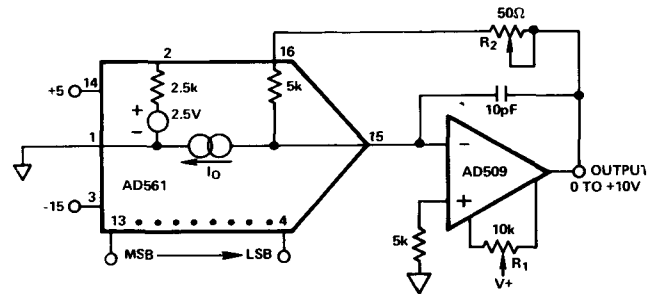 50Ω
R2
2
16
14
+5
2.5k
+
2.5V
−
5k
10pF
1
15
IO
−
AD561
AD509
OUTPUT
0 TO +10V
-15
3
+
13
4
5k
10k
MSB
LSB
R1
V+